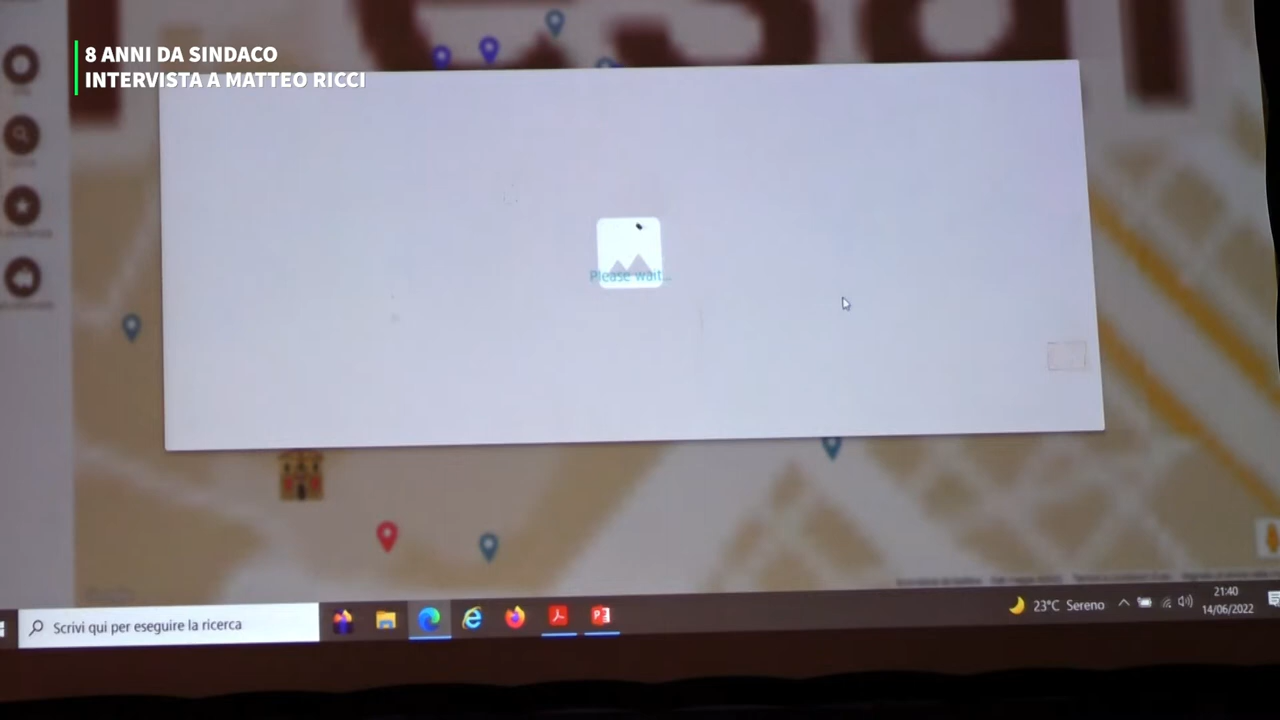 8 ANNI DA SINDACO
INTERVISTA A MATTEO RICCI
Please wait...
Scrivi qui per eseguire la ricerca
23°C Sereno
21:40
14/06/2022